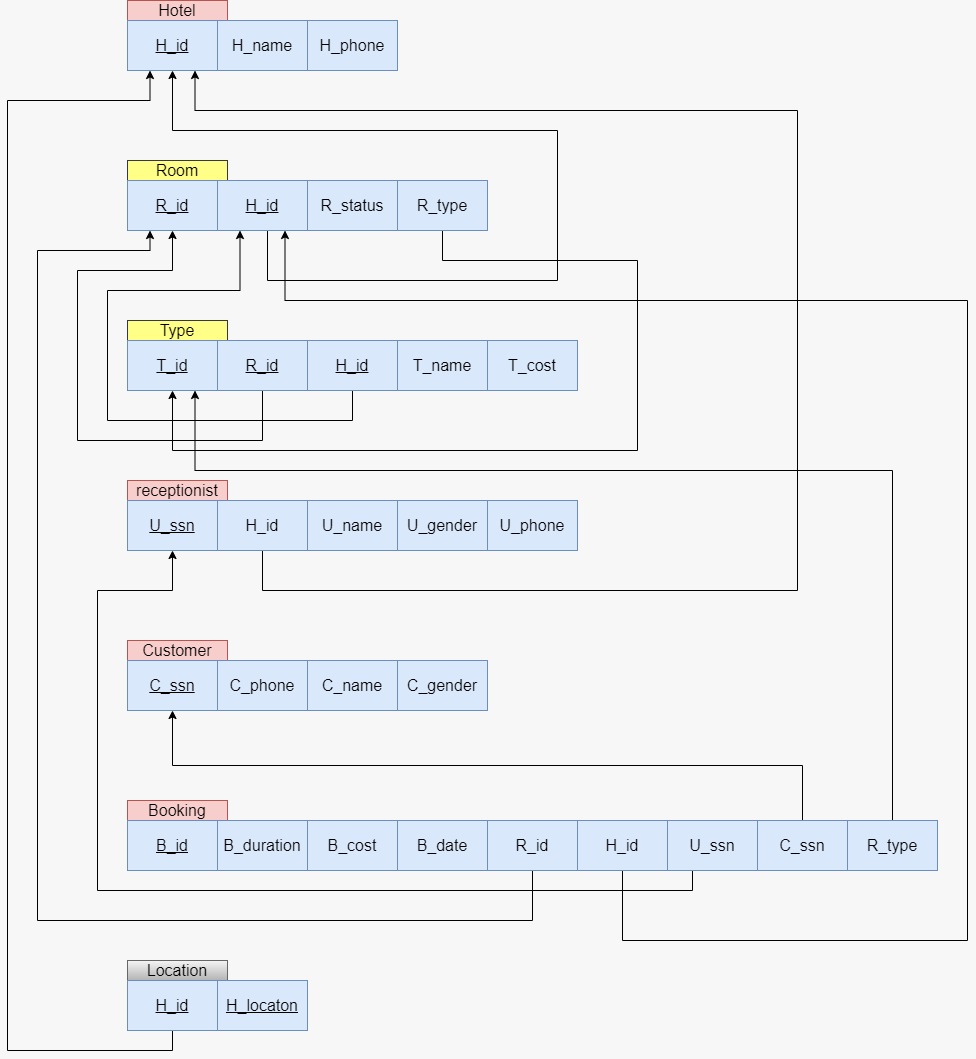 Hotel
H_id H_name H_phone
Room
R_id H_id R_status R_type
Type
T_id R_id H_id T_name T_cost
receptionist
U_ssn H_id U_name U_gender U_phone
Customer
C_ssn C_phone C_name C_gender
Booking
B_id B_duration B_cost B_date R_id H_id U_ssn C_ssn R_type
Location
H_id H_locaton